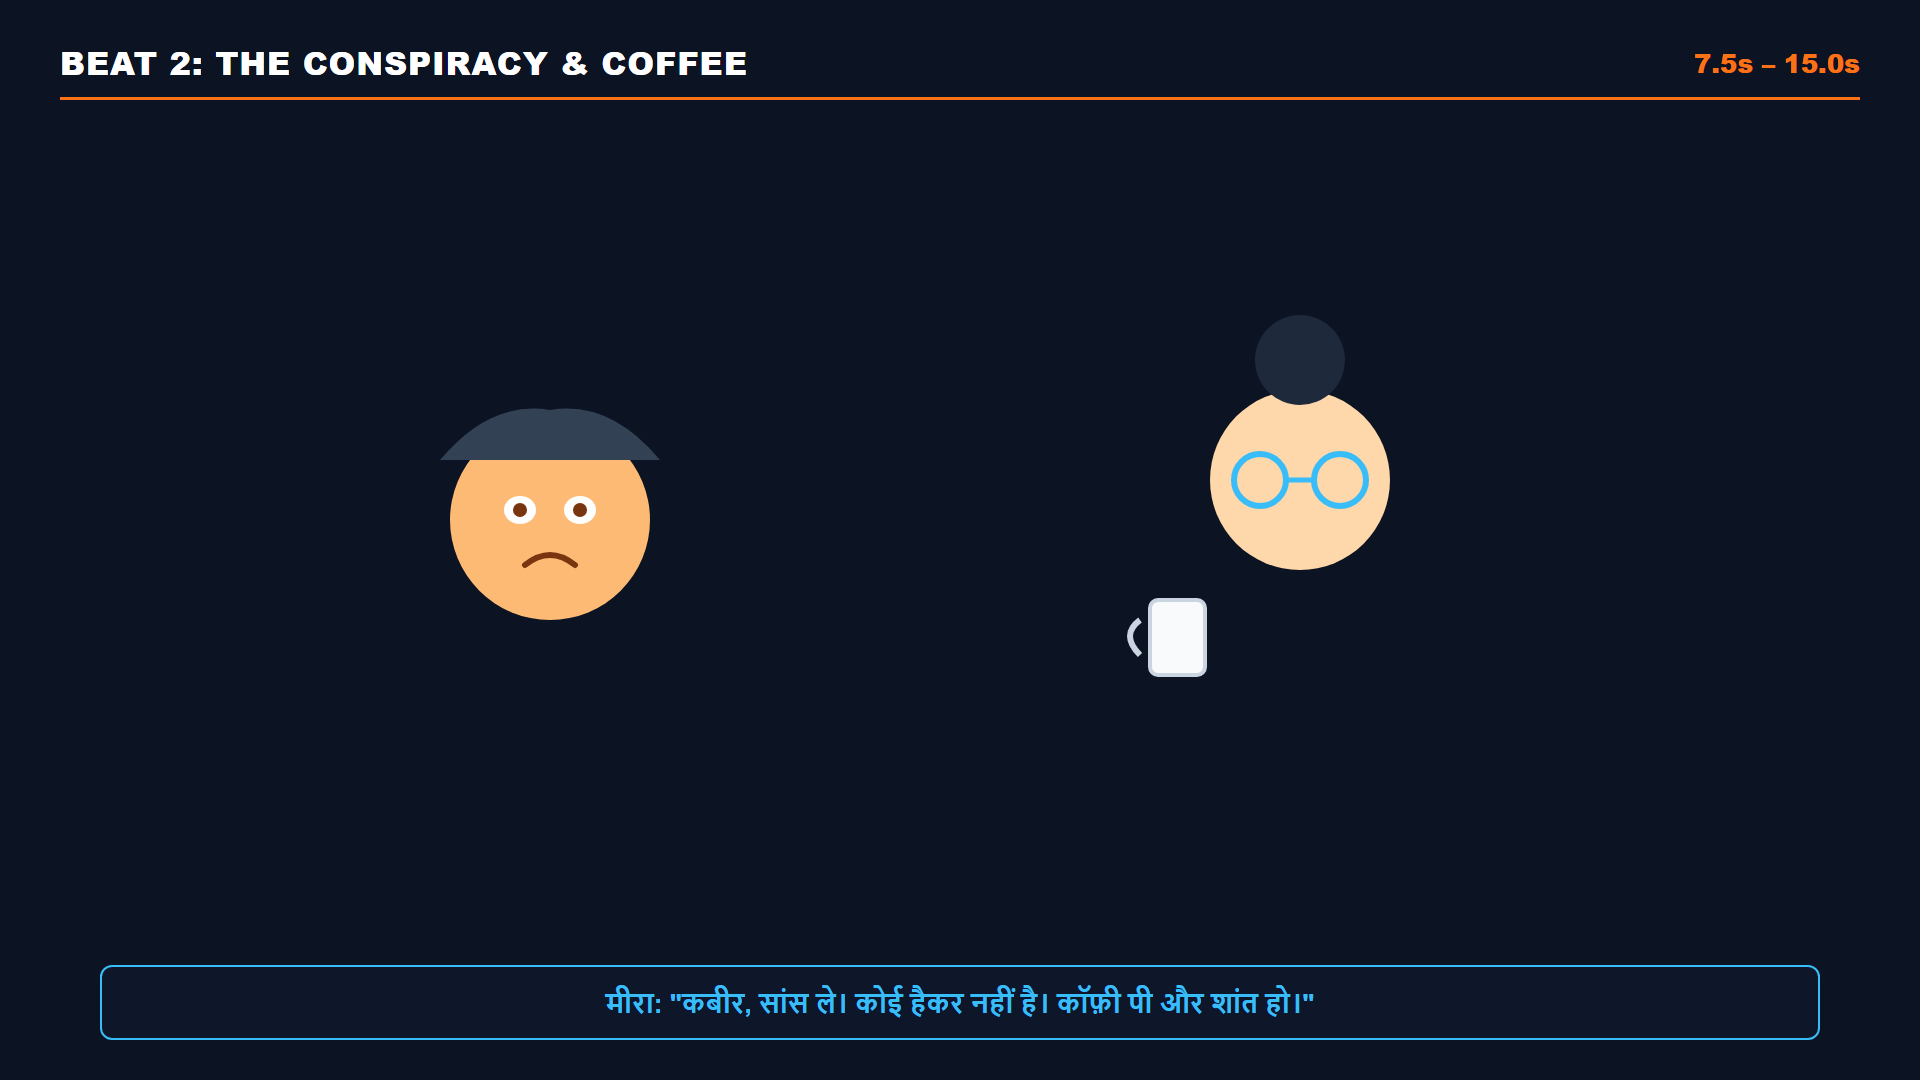 BEAT 2: THE CONSPIRACY & COFFEE
7.5s – 15.0s
मीरा: "कबीर, सांस ले। कोई हैकर नहीं है। कॉफ़ी पी और शांत हो।"